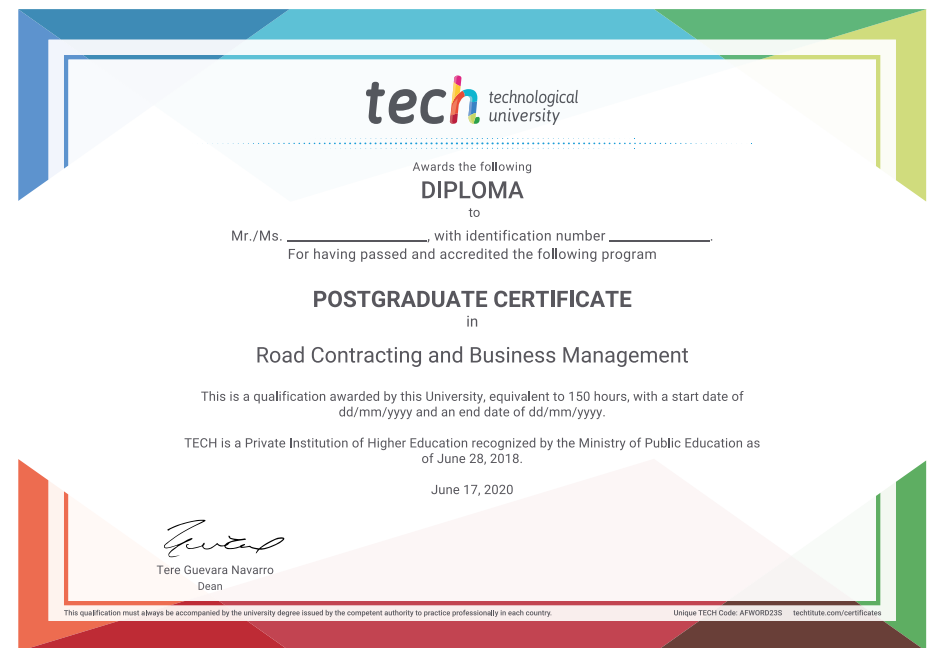 tech technological
university
Awards the following
DIPLOMA
to
Mr./Ms. ____________________, with identification number ______________.
For having passed and accredited the following program
POSTGRADUATE CERTIFICATE
in
Road Contracting and Business Management
This is a qualification awarded by this University, equivalent to 150 hours, with a start date of
dd/mm/yyyy and an end date of dd/mm/yyyy.
TECH is a Private Institution of Higher Education recognized by the Ministry of Public Education as
of June 28, 2018.
June 17, 2020
Tere Guevara Navarro
Dean
This qualification must always be accompanied by the university degree issued by the competent authority to practice professionally in each country. Unique TECH Code: AFWORD23S techtitute.com/certificates